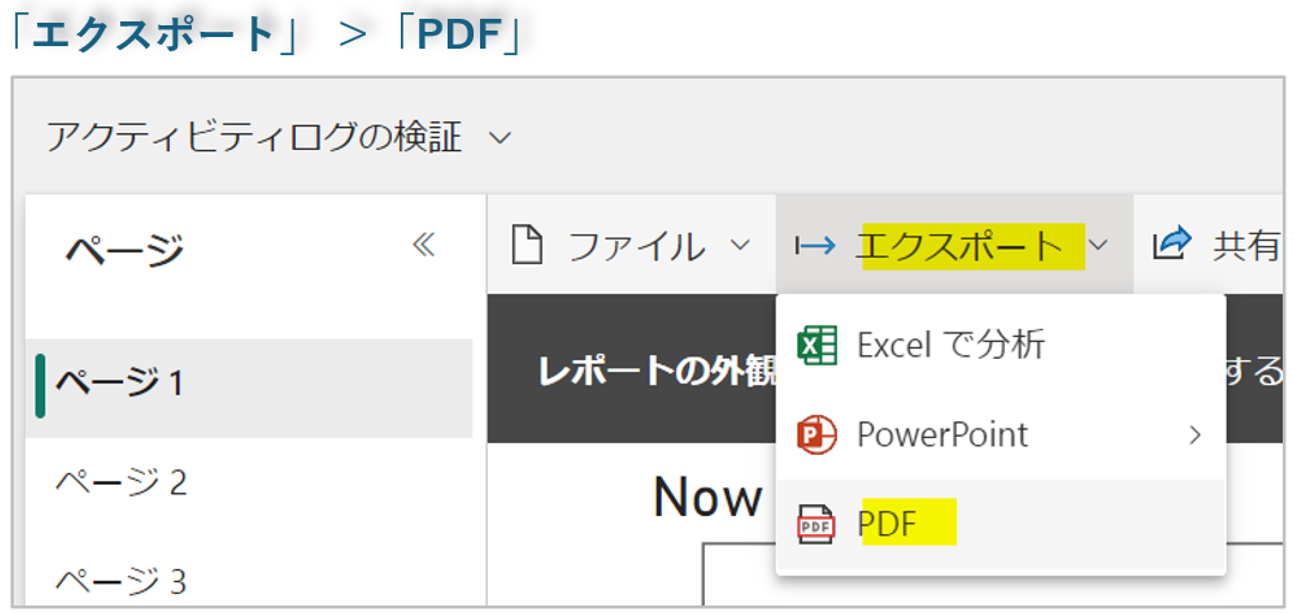 「エクスポート」 ＞「PDF」
アクティビティログの検証
ページ
ファイル
エクスポート
共有
Excel で分析
PowerPoint
PDF
レポートの外観
する
ページ 1
Now
ページ 2
ページ 3